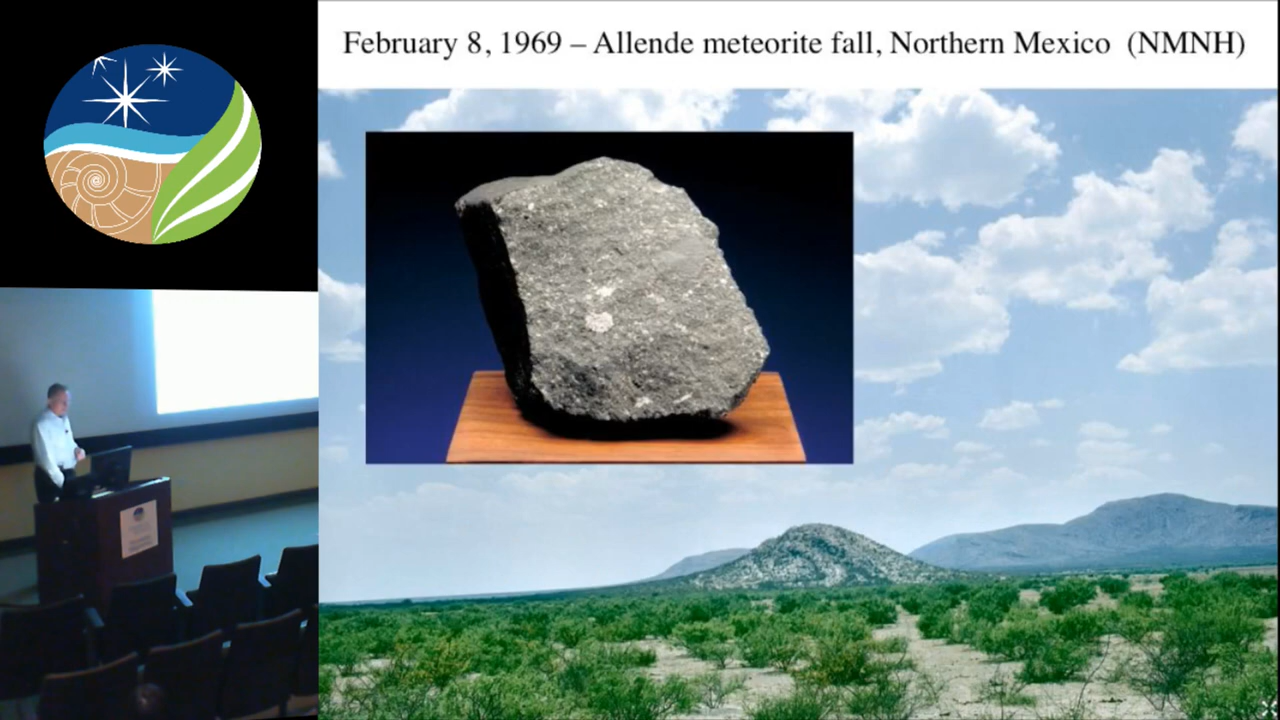 February 8, 1969 – Allende meteorite fall, Northern Mexico (NMNH)